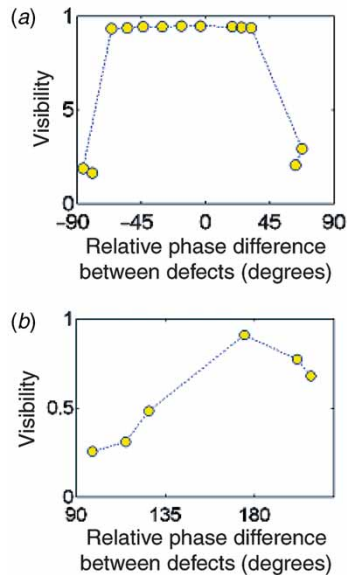 (a)
1
5
0
Visibility
−90 −45 0 45 90
Relative phase difference
between defects (degrees)
(b)
1
0.5
0
Visibility
90 135 180
Relative phase difference
between defects (degrees)